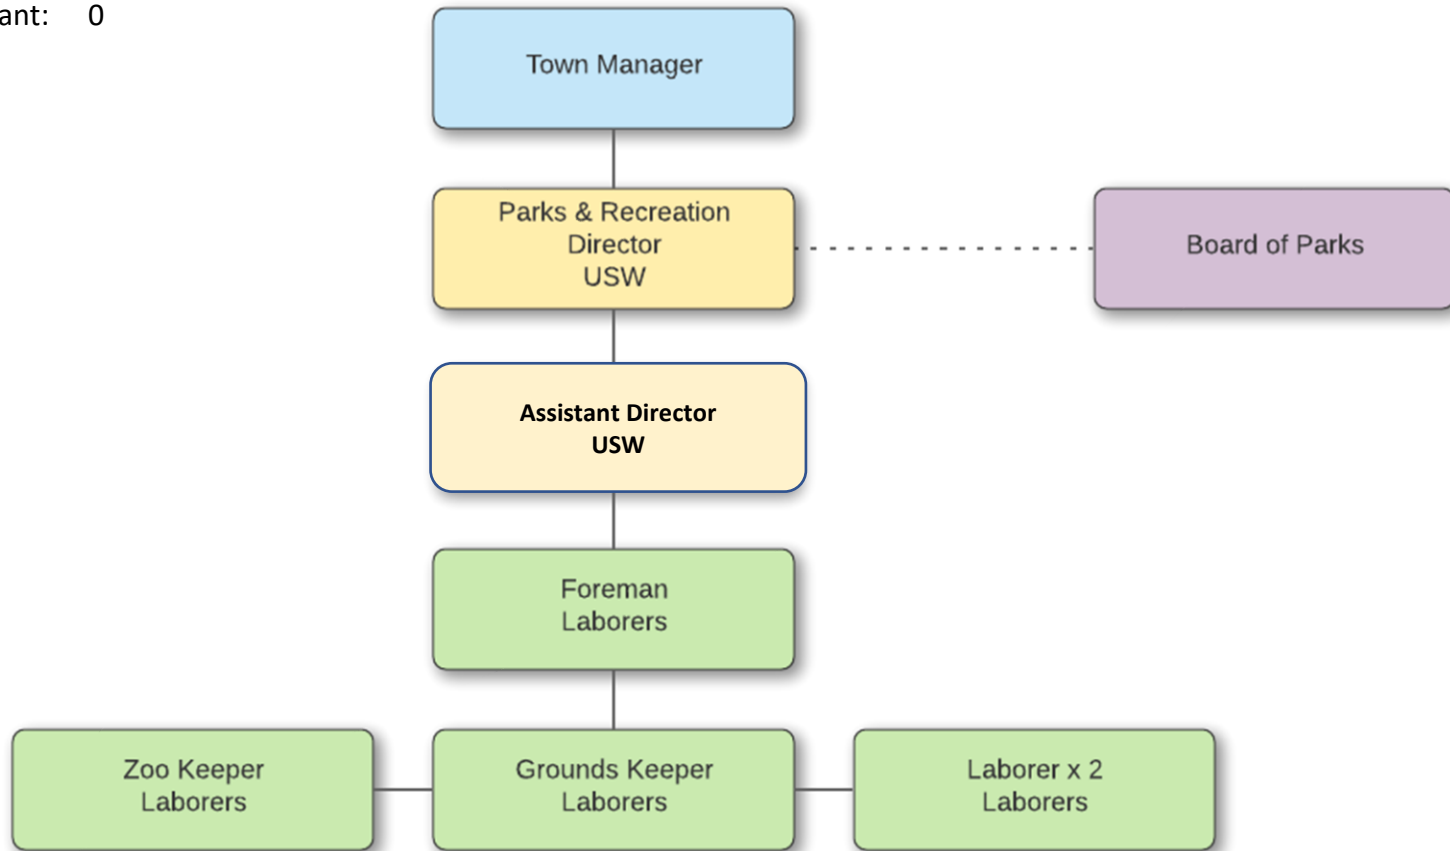 ant: 0
Town Manager
Parks & Recreation
Director
USW
Board of Parks
Assistant Director
USW
Foreman
Laborers
Zoo Keeper
Laborers
Grounds Keeper
Laborers
Laborer x 2
Laborers